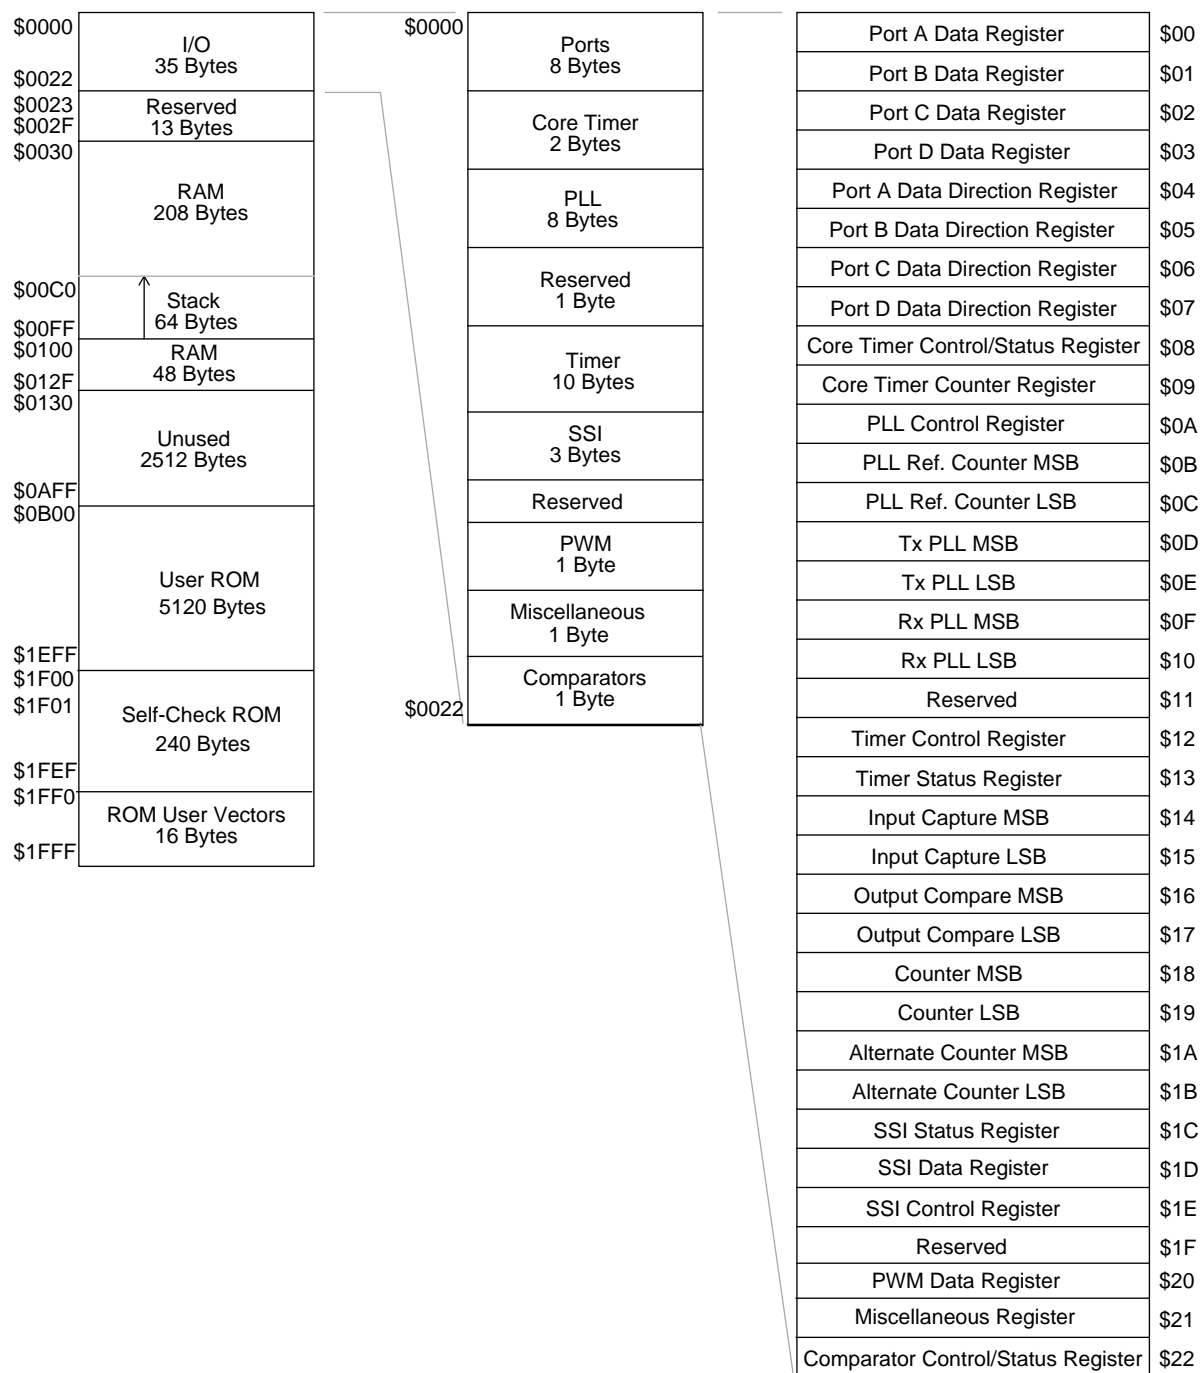 $0000
I/O
35 Bytes
$0022
$0023
Reserved
$002F
13 Bytes
$0030
RAM
208 Bytes
$00C0
Stack
64 Bytes
$00FF
$0100
RAM
48 Bytes
$012F
$0130
Unused
2512 Bytes
$0AFF
$0B00
User ROM
5120 Bytes
$1EFF
$1F00
$1F01
Self-Check ROM
240 Bytes
$1FEF
$1FF0
ROM User Vectors
16 Bytes
$1FFF
$0000
Ports
8 Bytes
Core Timer
2 Bytes
PLL
8 Bytes
Reserved
1 Byte
Timer
10 Bytes
SSI
3 Bytes
Reserved
PWM
1 Byte
Miscellaneous
1 Byte
Comparators
1 Byte
$0022
Port A Data Register $00
Port B Data Register $01
Port C Data Register $02
Port D Data Register $03
Port A Data Direction Register $04
Port B Data Direction Register $05
Port C Data Direction Register $06
Port D Data Direction Register $07
Core Timer Control/Status Register $08
Core Timer Counter Register $09
PLL Control Register $0A
PLL Ref. Counter MSB $0B
PLL Ref. Counter LSB $0C
Tx PLL MSB $0D
Tx PLL LSB $0E
Rx PLL MSB $0F
Rx PLL LSB $10
Reserved $11
Timer Control Register $12
Timer Status Register $13
Input Capture MSB $14
Input Capture LSB $15
Output Compare MSB $16
Output Compare LSB $17
Counter MSB $18
Counter LSB $19
Alternate Counter MSB $1A
Alternate Counter LSB $1B
SSI Status Register $1C
SSI Data Register $1D
SSI Control Register $1E
Reserved $1F
PWM Data Register $20
Miscellaneous Register $21
Comparator Control/Status Register $22